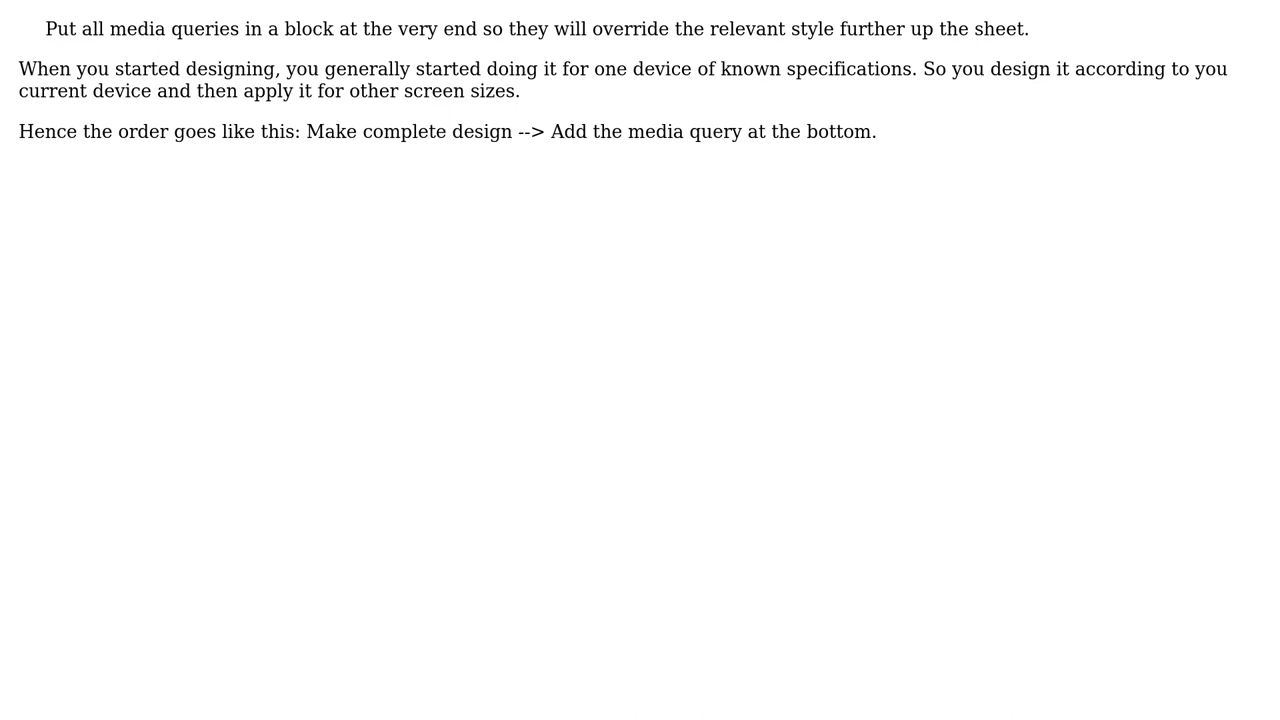 Put all media queries in a block at the very end so they will override the relevant style further up the sheet.
When you started designing, you generally started doing it for one device of known specifications. So you design it according to you
current device and then apply it for other screen sizes.
Hence the order goes like this: Make complete design --> Add the media query at the bottom.